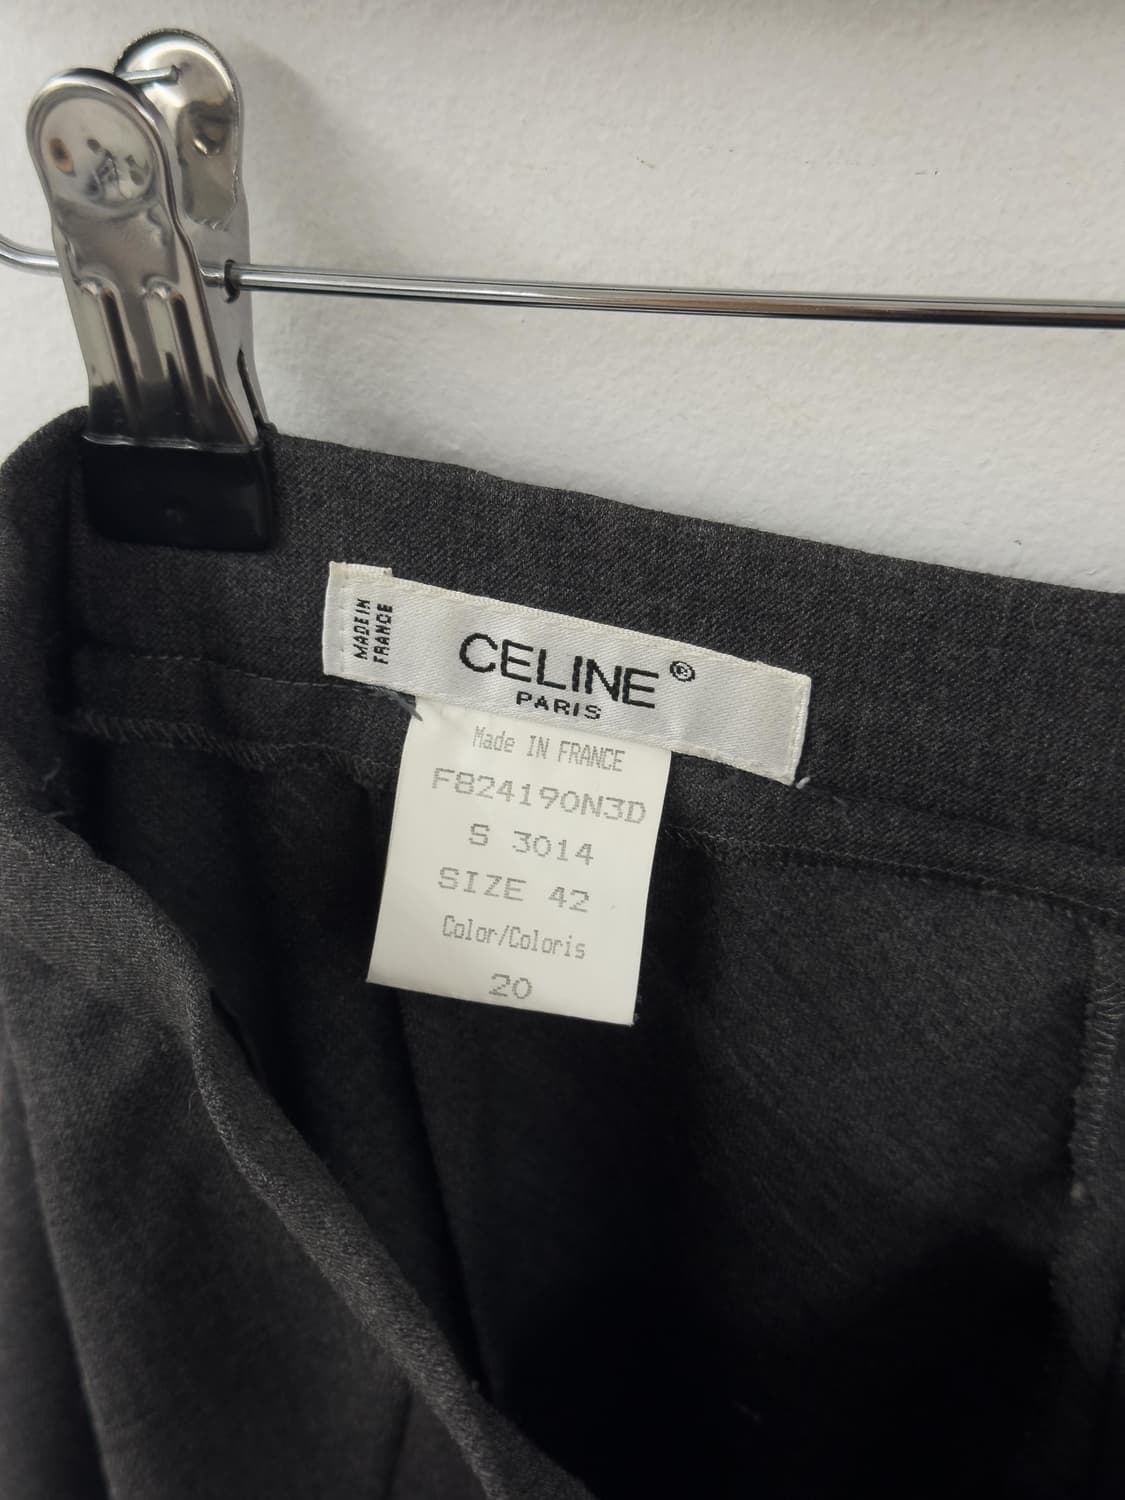 MADE IN
FRANCE
CELINE®
PARIS
Made IN FRANCE
F824190N3D
S 3014
SIZE 42
Color/Coloris
20